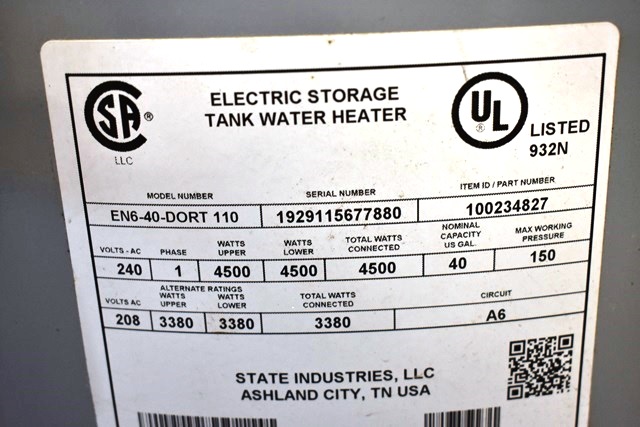 CSA ®
LLC
ELECTRIC STORAGE
TANK WATER HEATER
UL ®
LISTED
932N
MODEL NUMBER SERIAL NUMBER ITEM ID / PART NUMBER
EN6-40-DORT 110 1929115677880 100234827
VOLTS - AC PHASE WATTS UPPER WATTS LOWER TOTAL WATTS CONNECTED NOMINAL CAPACITY US GAL. MAX WORKING PRESSURE
240 1 4500 4500 4500 40 150
ALTERNATE RATINGS
VOLTS AC WATTS UPPER WATTS LOWER TOTAL WATTS CONNECTED CIRCUIT
208 3380 3380 3380 A6
STATE INDUSTRIES, LLC
ASHLAND CITY, TN USA